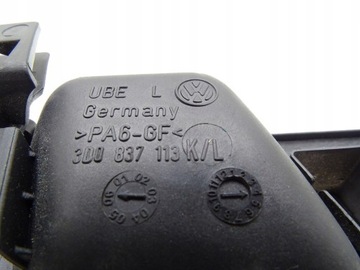 UBE L
Germany
>PA6-GF<
3D0 837 113 K/L